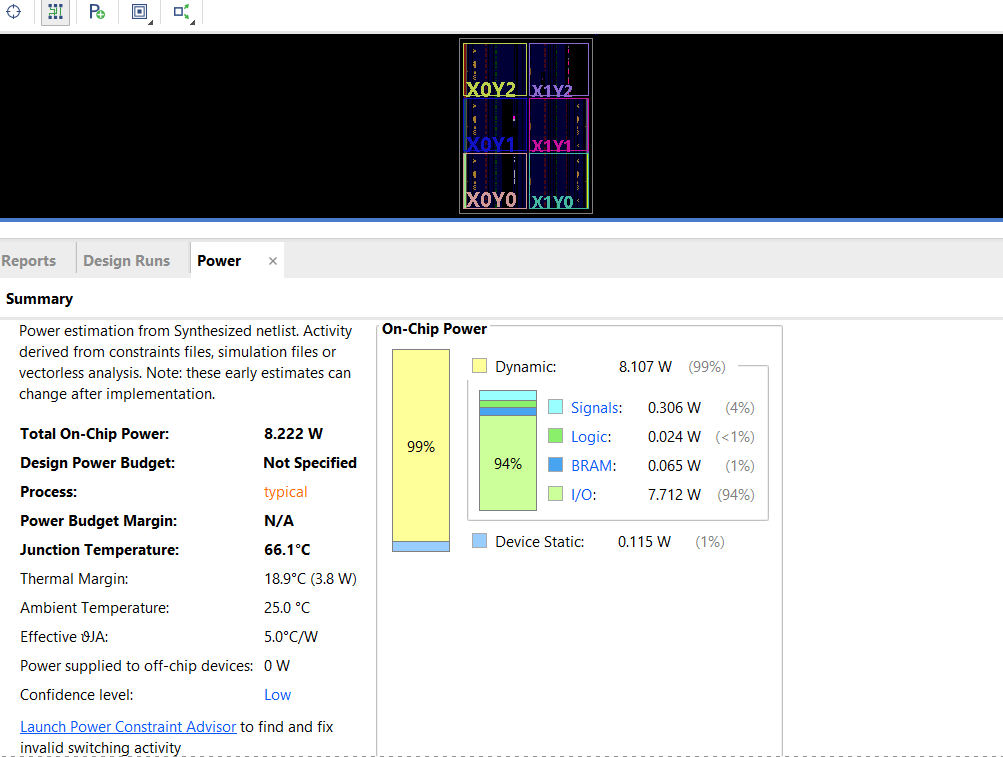 X0Y2 X1Y2
X0Y1 X1Y1
X0Y0 X1Y0
Reports Design Runs Power ×
Summary
Power estimation from Synthesized netlist. Activity
derived from constraints files, simulation files or
vectorless analysis. Note: these early estimates can
change after implementation.
Total On-Chip Power: 8.222 W
Design Power Budget: Not Specified
Process: typical
Power Budget Margin: N/A
Junction Temperature: 66.1°C
Thermal Margin: 18.9°C (3.8 W)
Ambient Temperature: 25.0 °C
Effective ϑJA: 5.0°C/W
Power supplied to off-chip devices: 0 W
Confidence level: Low
Launch Power Constraint Advisor to find and fix
invalid switching activity
On-Chip Power
Dynamic: 8.107 W (99%)
99%
Signals: 0.306 W (4%)
Logic: 0.024 W (<1%)
94%
BRAM: 0.065 W (1%)
I/O: 7.712 W (94%)
Device Static: 0.115 W (1%)